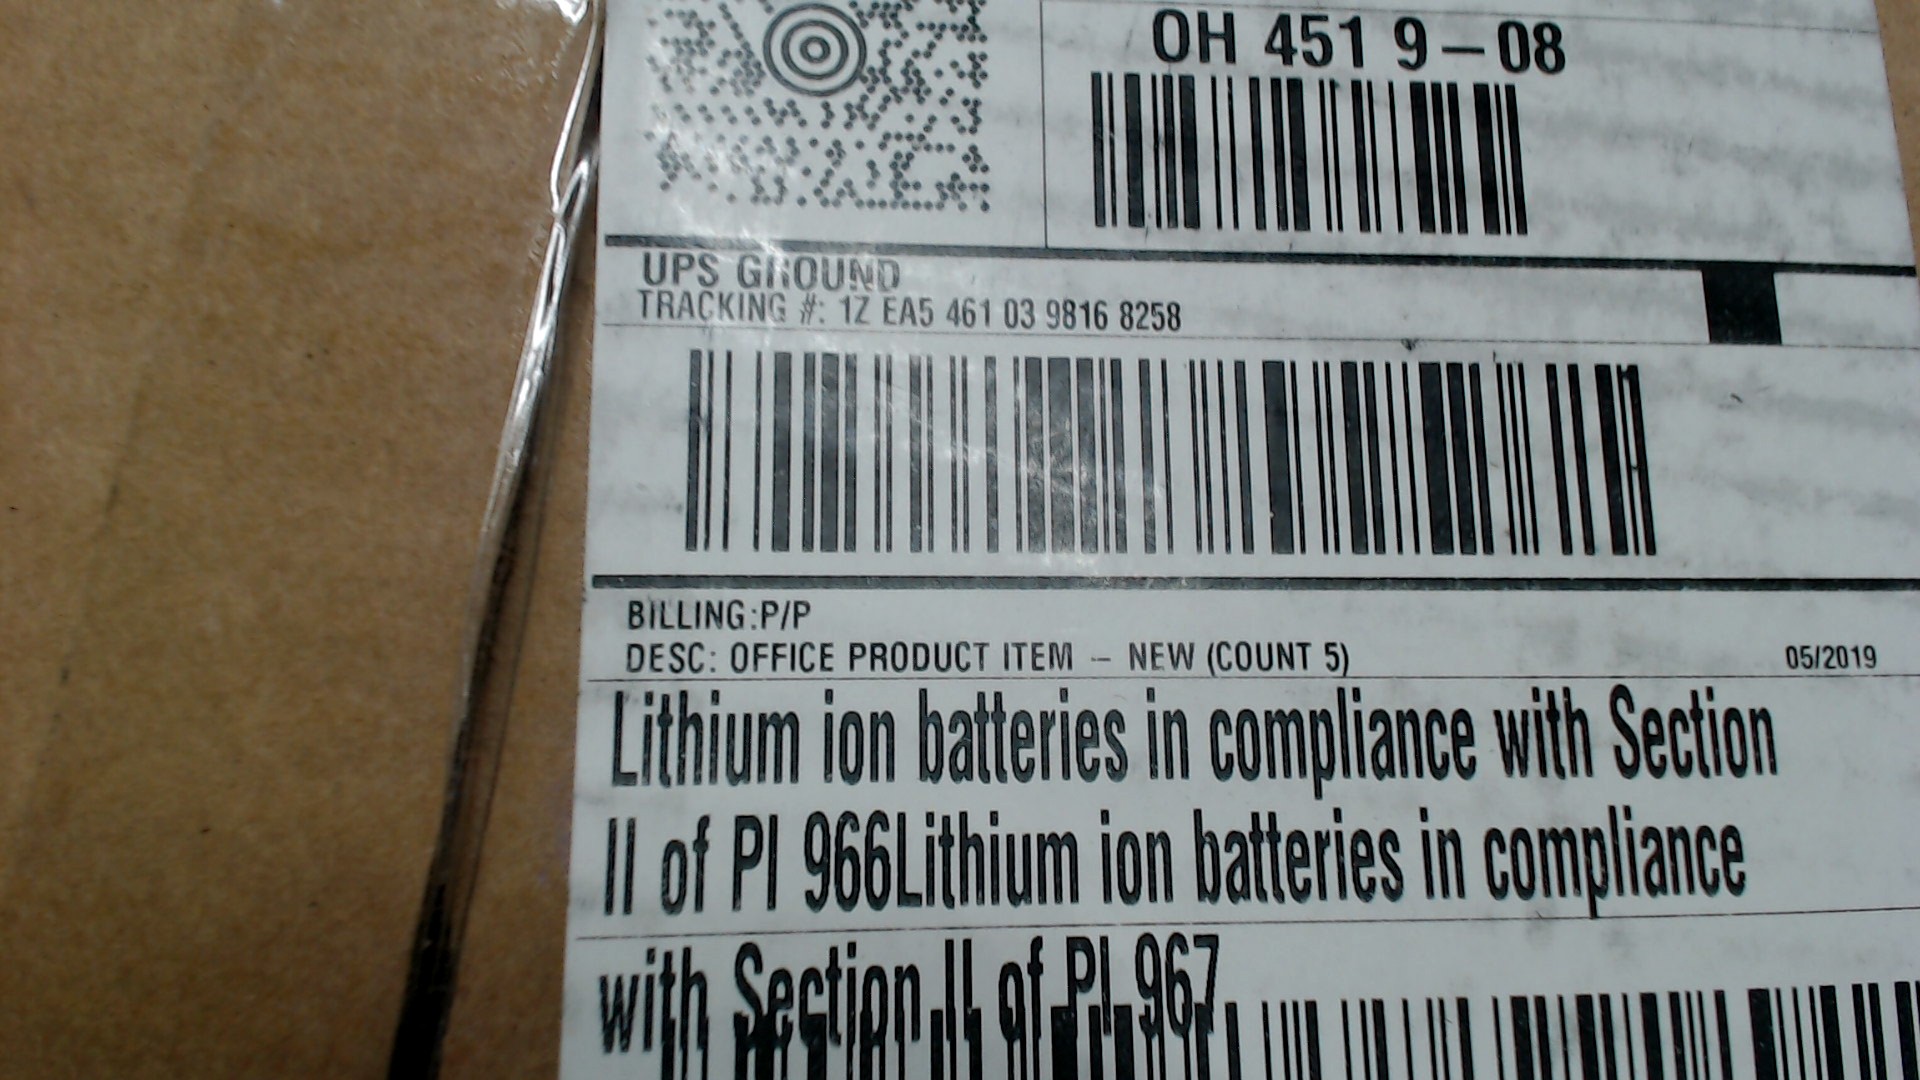 OH 451 9-08
UPS GROUND
TRACKING #: 1Z EA5 461 03 9816 8258
BILLING:P/P
DESC: OFFICE PRODUCT ITEM - NEW (COUNT 5)
05/2019
Lithium ion batteries in compliance with Section
II of PI 966Lithium ion batteries in compliance
with Section II of PI 967